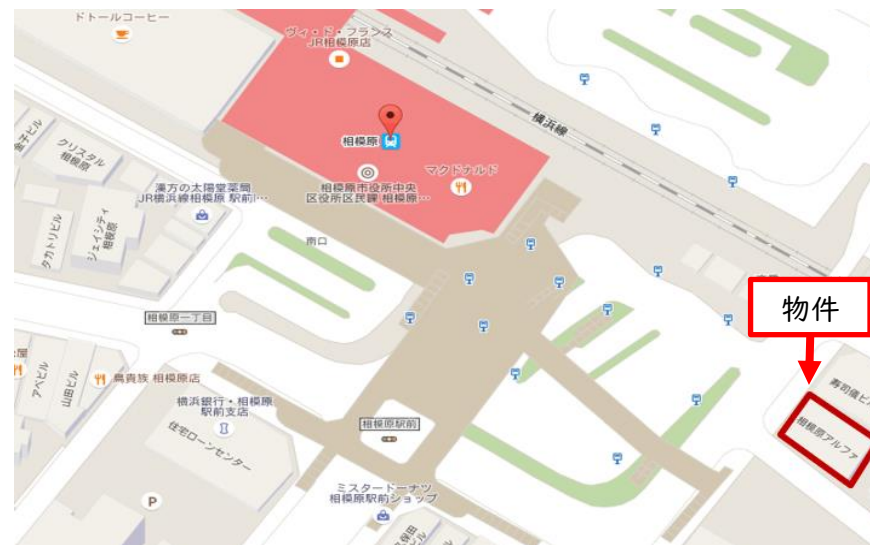 ドトールコーヒー
ヴィ・ド・フランス
JR相模原店
横浜線
相模原
マクドナルド
相模原市役所中央
区役所区民課 相模原…
クリスタル
相模原
漢方の太陽堂薬局
JR横浜線相模原 駅前…
タカトリビル
ジェイシティ
相模原
南口
相模原一丁目
物件
鳥貴族 相模原店
アベビル
山田ビル
横浜銀行・相模原
駅前支店
住宅ローンセンター
相模原駅前
寿司儀ビ
相模原アルファ
ミスタードーナツ
相模原駅前ショップ
P